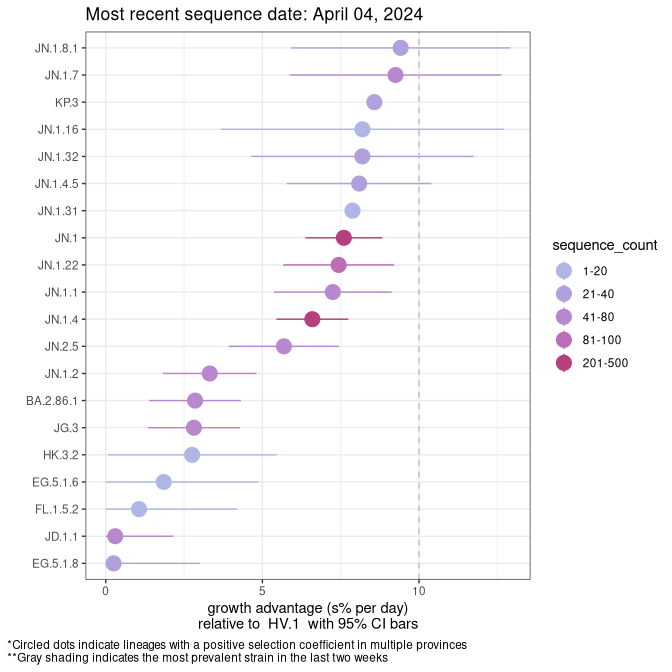 Most recent sequence date: April 04, 2024
JN.1.8.1
JN.1.7
KP.3
JN.1.16
JN.1.32
JN.1.4.5
JN.1.31
JN.1
JN.1.22
JN.1.1
JN.1.4
JN.2.5
JN.1.2
BA.2.86.1
JG.3
HK.3.2
EG.5.1.6
FL.1.5.2
JD.1.1
EG.5.1.8
0 5 10
growth advantage (s% per day)
relative to HV.1 with 95% CI bars
sequence_count
1-20
21-40
41-80
81-100
201-500
*Circled dots indicate lineages with a positive selection coefficient in multiple provinces
**Gray shading indicates the most prevalent strain in the last two weeks